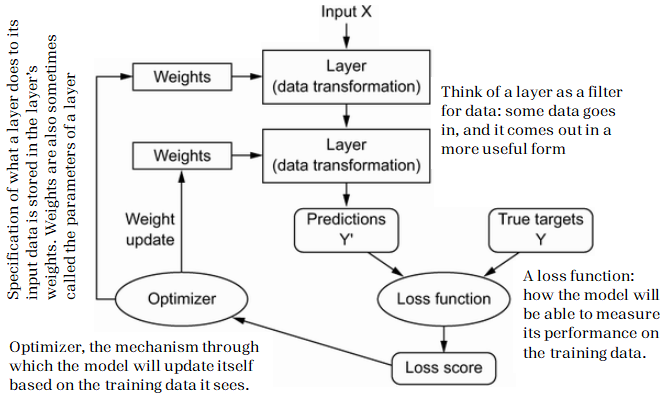 Input X
Specification of what a layer does to its
input data is stored in the layer's
weights. Weights are also sometimes
called the parameters of a layer
Weights
Layer
(data transformation)
Think of a layer as a filter
for data: some data goes
in, and it comes out in a
more useful form
Weights
Layer
(data transformation)
Weight
update
Predictions
Y'
True targets
Y
Optimizer
Loss function
A loss function:
how the model will
be able to measure
its performance on
the training data.
Optimizer, the mechanism through
which the model will update itself
based on the training data it sees.
Loss score